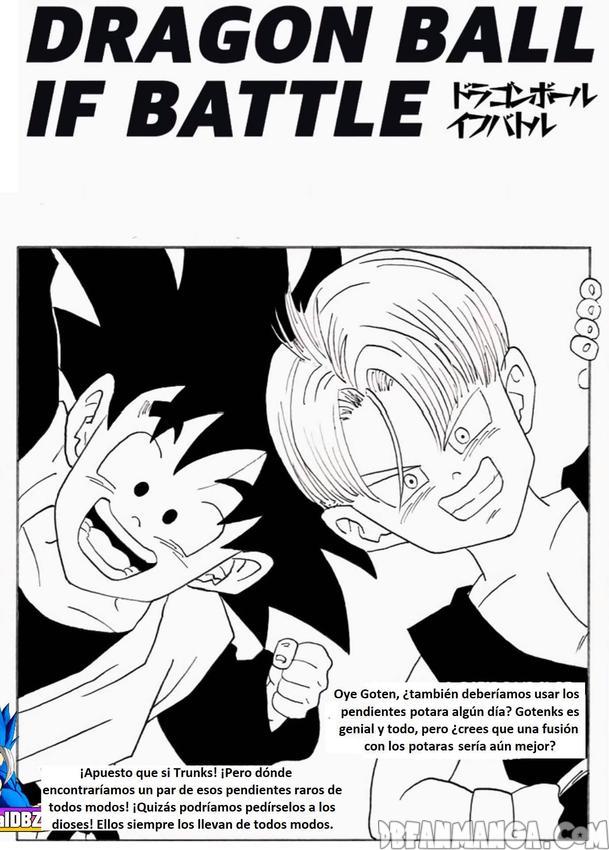 DRAGON BALL
IF BATTLE
ドラゴンボール
イフバトル
Oye Goten, ¿también deberíamos usar los
pendientes potara algún día? Gotenks es
genial y todo, pero ¿crees que una fusión
con los potaras sería aún mejor?
¡Apuesto que si Trunks! ¡Pero dónde
encontraríamos un par de esos pendientes raros de
todos modos! ¡Quizás podríamos pedírselos a los
dioses! Ellos siempre los llevan de todos modos.
alDBZ
DBFANMANGA.COM